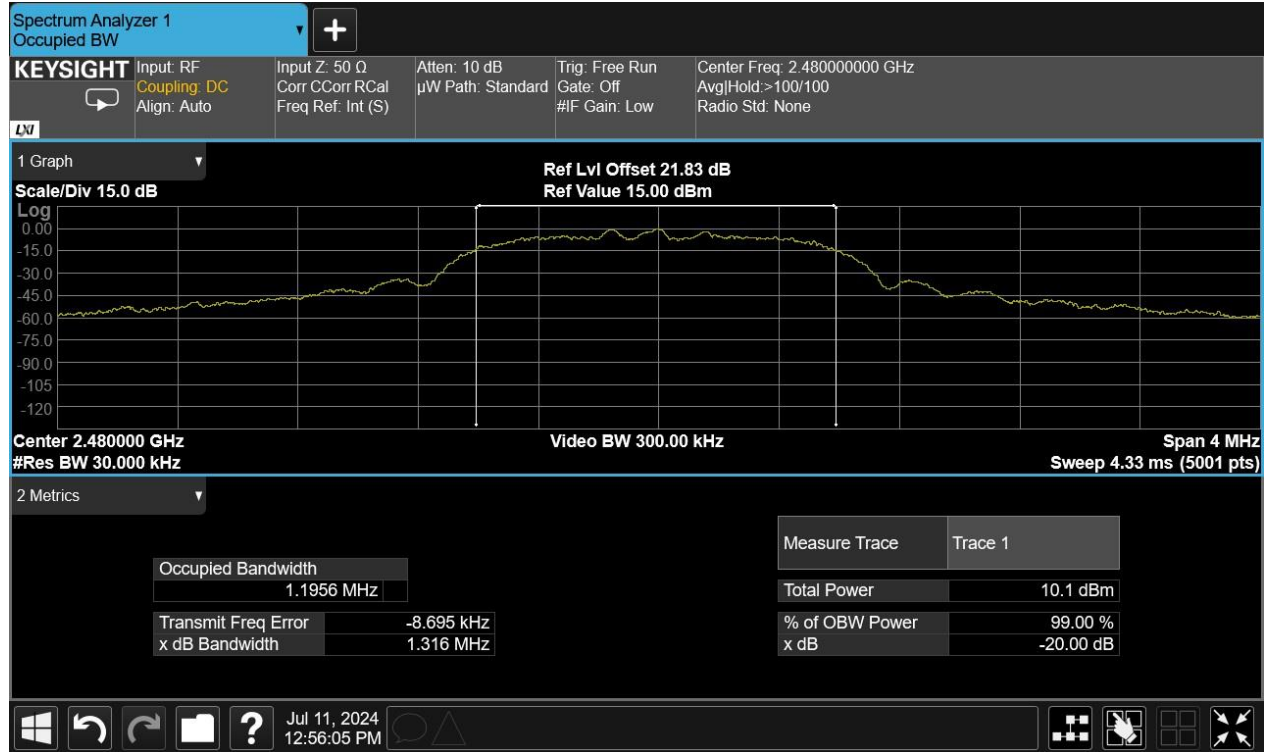 Spectrum Analyzer 1
Occupied BW
+
KEYSIGHT
LXI
Input: RF
Coupling: DC
Align: Auto
Input Z: 50 Ω
Corr CCorr RCal
Freq Ref: Int (S)
Atten: 10 dB
µW Path: Standard
Trig: Free Run
Gate: Off
#IF Gain: Low
Center Freq: 2.480000000 GHz
Avg|Hold:>100/100
Radio Std: None
1 Graph
Scale/Div 15.0 dB
Ref Lvl Offset 21.83 dB
Ref Value 15.00 dBm
Log
0.00
-15.0
-30.0
-45.0
-60.0
-75.0
-90.0
-105
-120
Center 2.480000 GHz
#Res BW 30.000 kHz
Video BW 300.00 kHz
Span 4 MHz
Sweep 4.33 ms (5001 pts)
2 Metrics
Occupied Bandwidth
1.1956 MHz
Transmit Freq Error -8.695 kHz
x dB Bandwidth 1.316 MHz
Measure Trace Trace 1
Total Power 10.1 dBm
% of OBW Power 99.00 %
x dB -20.00 dB
?
Jul 11, 2024
12:56:05 PM